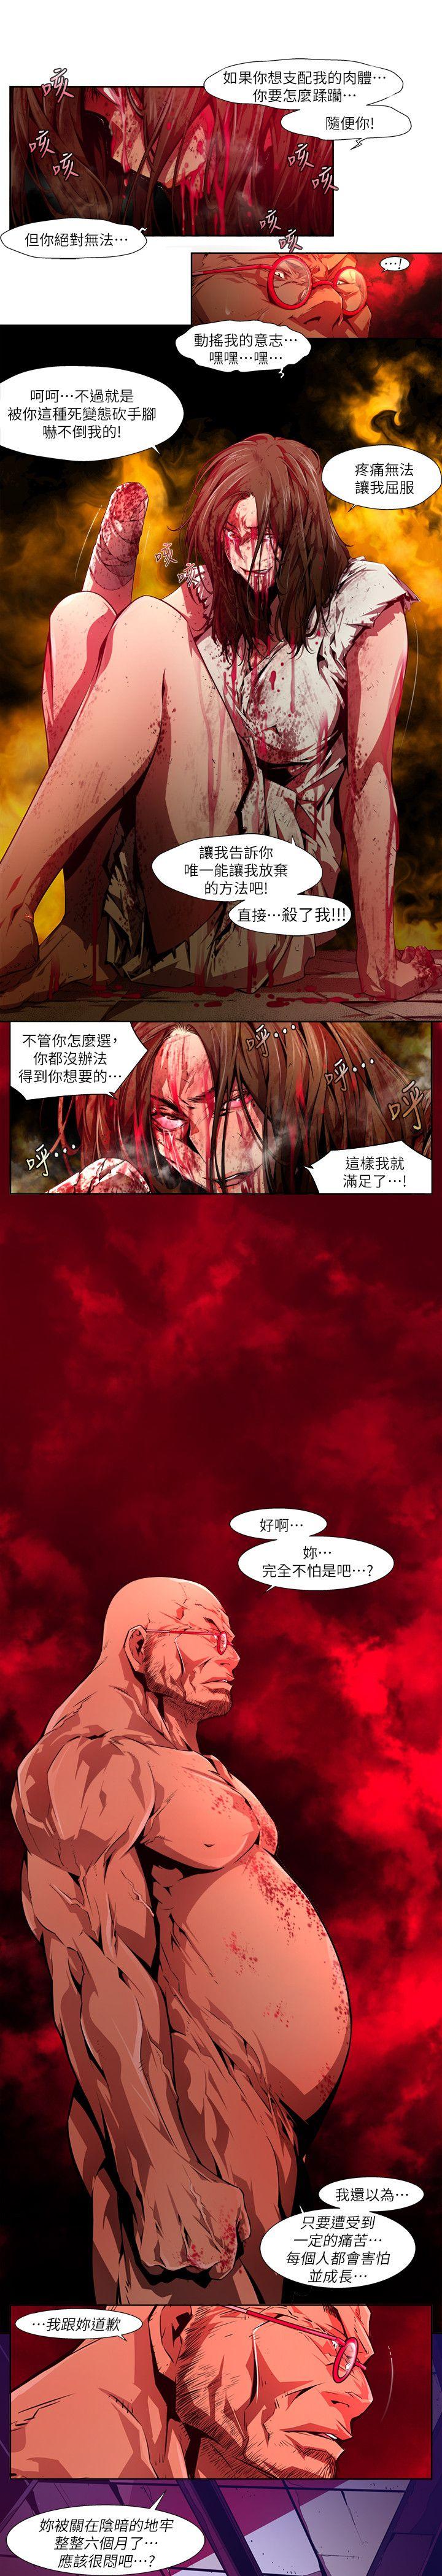 咳
如果你想支配我的肉體…
你要怎麼蹂躪…
隨便你!
咳
咳
咳
咳
咳
咳
但你絕對無法…
…!
動搖我的意志…
嘿嘿…嘿…
呵呵…不過就是
被你這種死變態砍手腳
嚇不倒我的!
疼痛無法
讓我屈服
咳
咳
讓我告訴你
唯一能讓我放棄
的方法吧!
直接…殺了我!!!
不管你怎麼選,
你都沒辦法
得到你想要的…
呼…
呼…
呼
呼…
這樣我就
滿足了…!
好啊…
妳…
完全不怕是吧…?
我還以為…
只要遭受到
一定的痛苦…
每個人都會害怕
並成長…
…我跟妳道歉
妳被關在陰暗的地牢
整整六個月了…
應該很悶吧…?